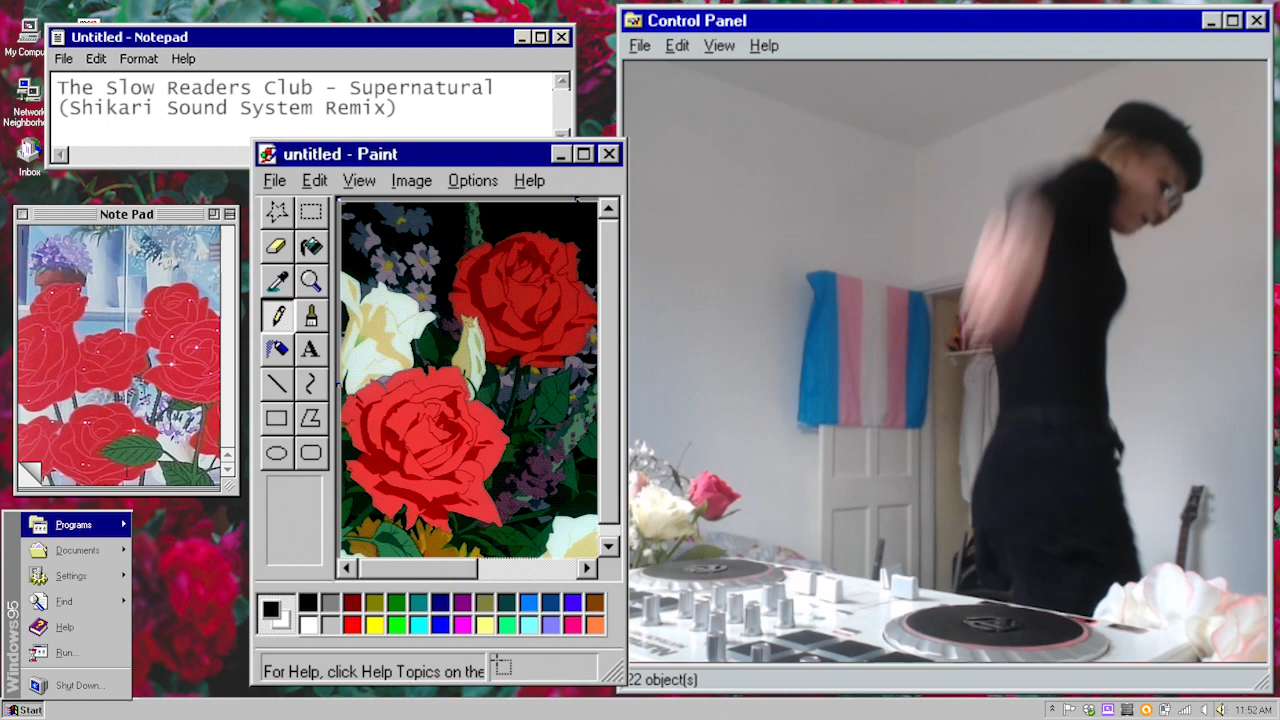 My Compu
Network
Neighborho
Inbox
Untitled - Notepad
File Edit Format Help
The Slow Readers Club - Supernatural
(Shikari Sound System Remix)
Note Pad
untitled - Paint
File Edit View Image Options Help
A
For Help, click Help Topics on the
Control Panel
File Edit View Help
22 object(s)
Programs
Documents
Settings
Find
Help
Run...
Shut Down...
Windows95
Start
11:52 AM